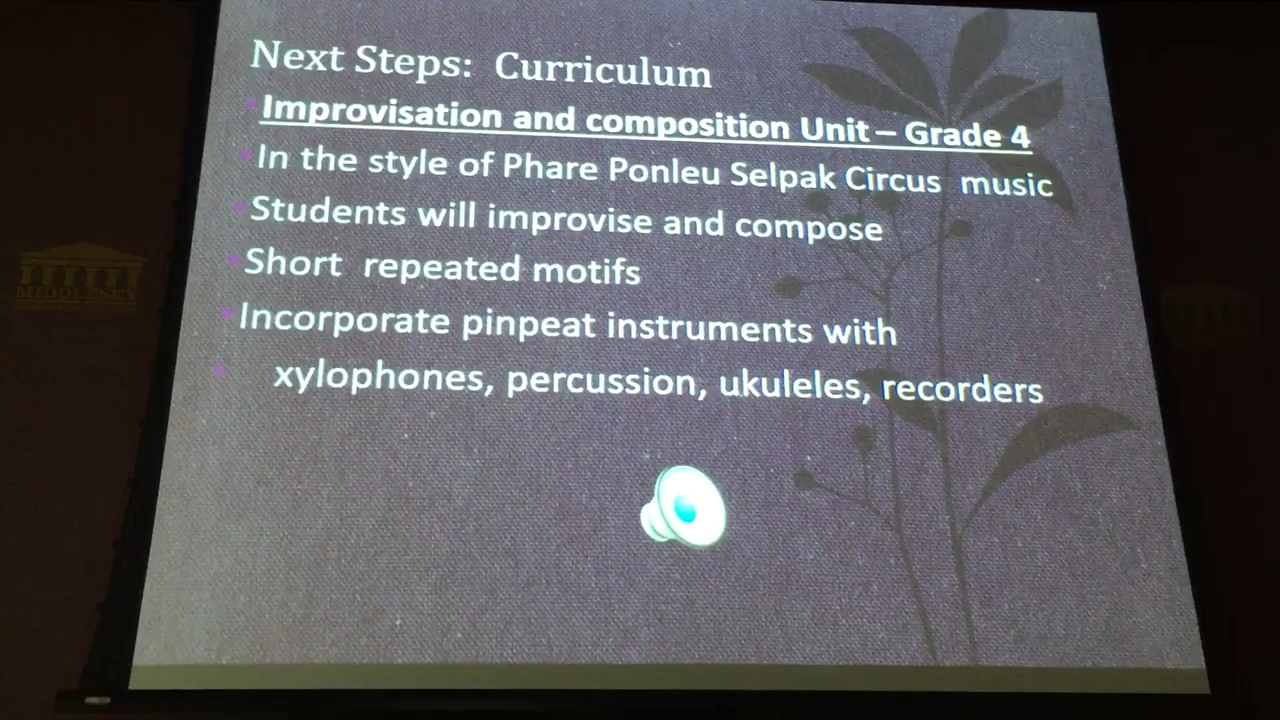 Next Steps:  Curriculum
Improvisation and composition Unit – Grade 4
In the style of Phare Ponleu Selpak Circus  music
Students will improvise and compose
Short  repeated motifs
Incorporate pinpeat instruments with
xylophones, percussion, ukuleles, recorders
MIDDLESEX